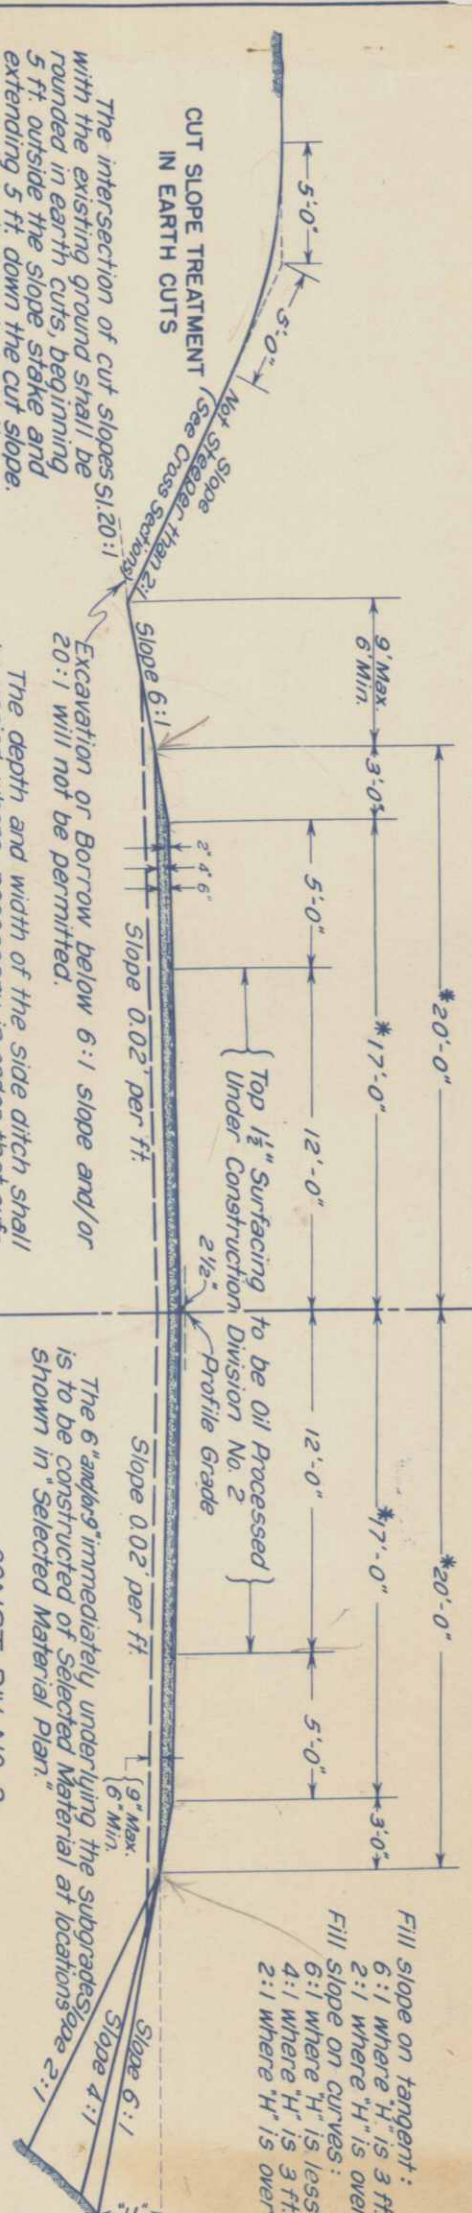 5'-0"
5'-0"
CUT SLOPE TREATMENT
IN EARTH CUTS
The intersection of cut slopes
with the existing ground shall be
rounded in earth cuts, beginning
5 ft. outside the slope stake and
extending 5 ft. down the cut slope.
Slope
Not Steeper than 2:1
(See Cross Sections)
Sl. 20:1
Slope 6:1
Excavation or Borrow below 6:1 slope and/or
20:1 will not be permitted.
The depth and width of the side ditch shall
9' Max.
6' Min.
3'-0"
*20'-0"
*17'-0"
5'-0"
12'-0"
2" 4" 6"
Slope 0.02' per ft.
{Top 1½" Surfacing to be Oil Processed}
{Under Construction Division No. 2}
2½"
Profile Grade
*20'-0"
*17'-0"
12'-0"
5'-0"
3'-0"
Slope 0.02' per ft.
9" Max.
6" Min.
The 6" and/or 9" immediately underlying the subgrades
is to be constructed of Selected Material at locations
shown in "Selected Material Plan."
Slope 2:1
Slope 4:1
Slope 6:1
Fill slope on tangent:
6:1 where "H" is 3 ft.
2:1 where "H" is over
Fill slope on curves:
6:1 where "H" is less
4:1 where "H" is 3 ft.
2:1 where "H" is over